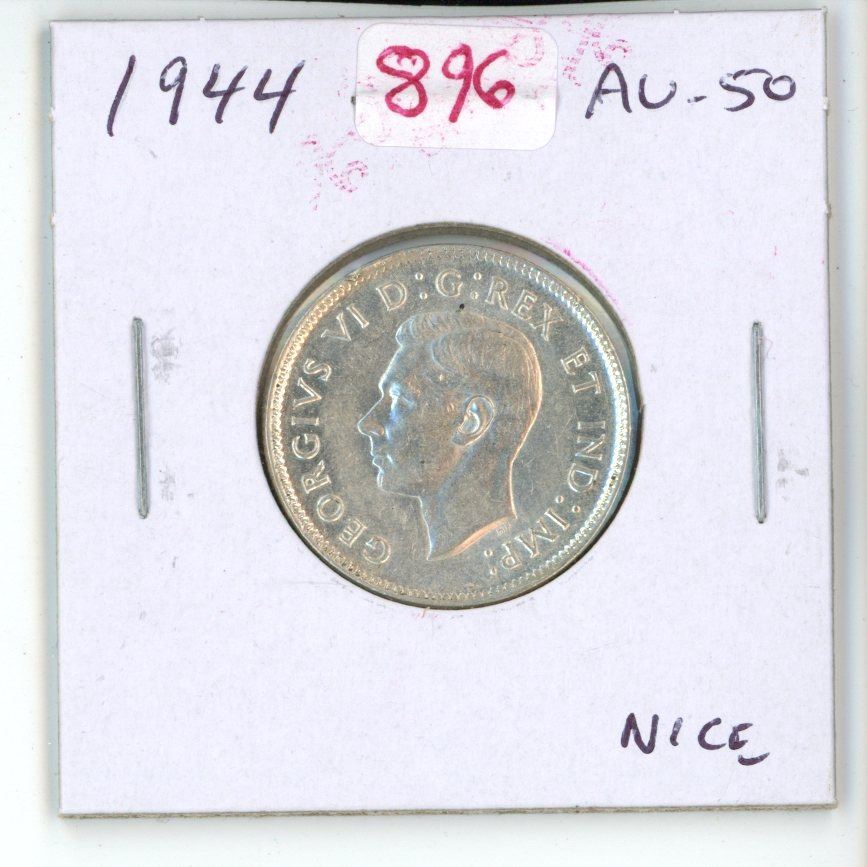 1944 896 AU-50
GEORGIVS VI D:G:REX ET IND:IMP:
NICE